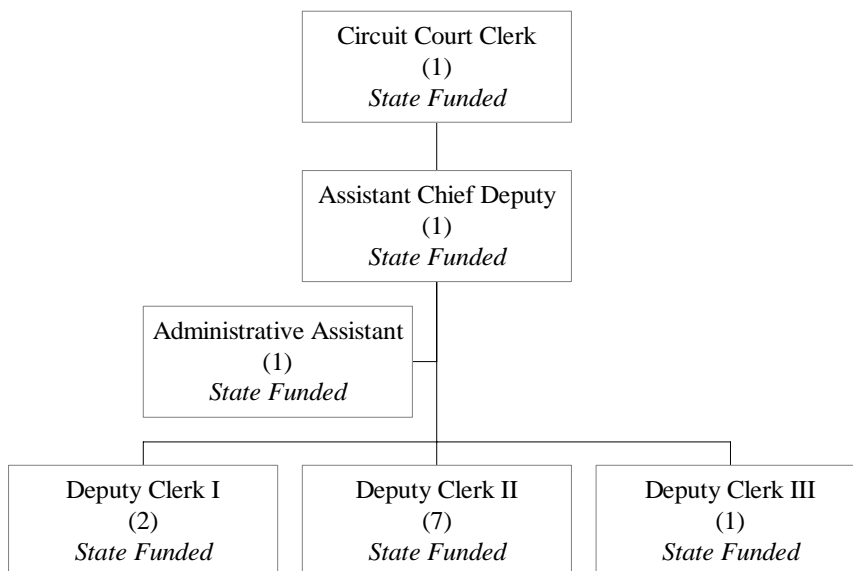 Circuit Court Clerk
(1)
State Funded
Assistant Chief Deputy
(1)
State Funded
Administrative Assistant
(1)
State Funded
Deputy Clerk I
(2)
State Funded
Deputy Clerk II
(7)
State Funded
Deputy Clerk III
(1)
State Funded